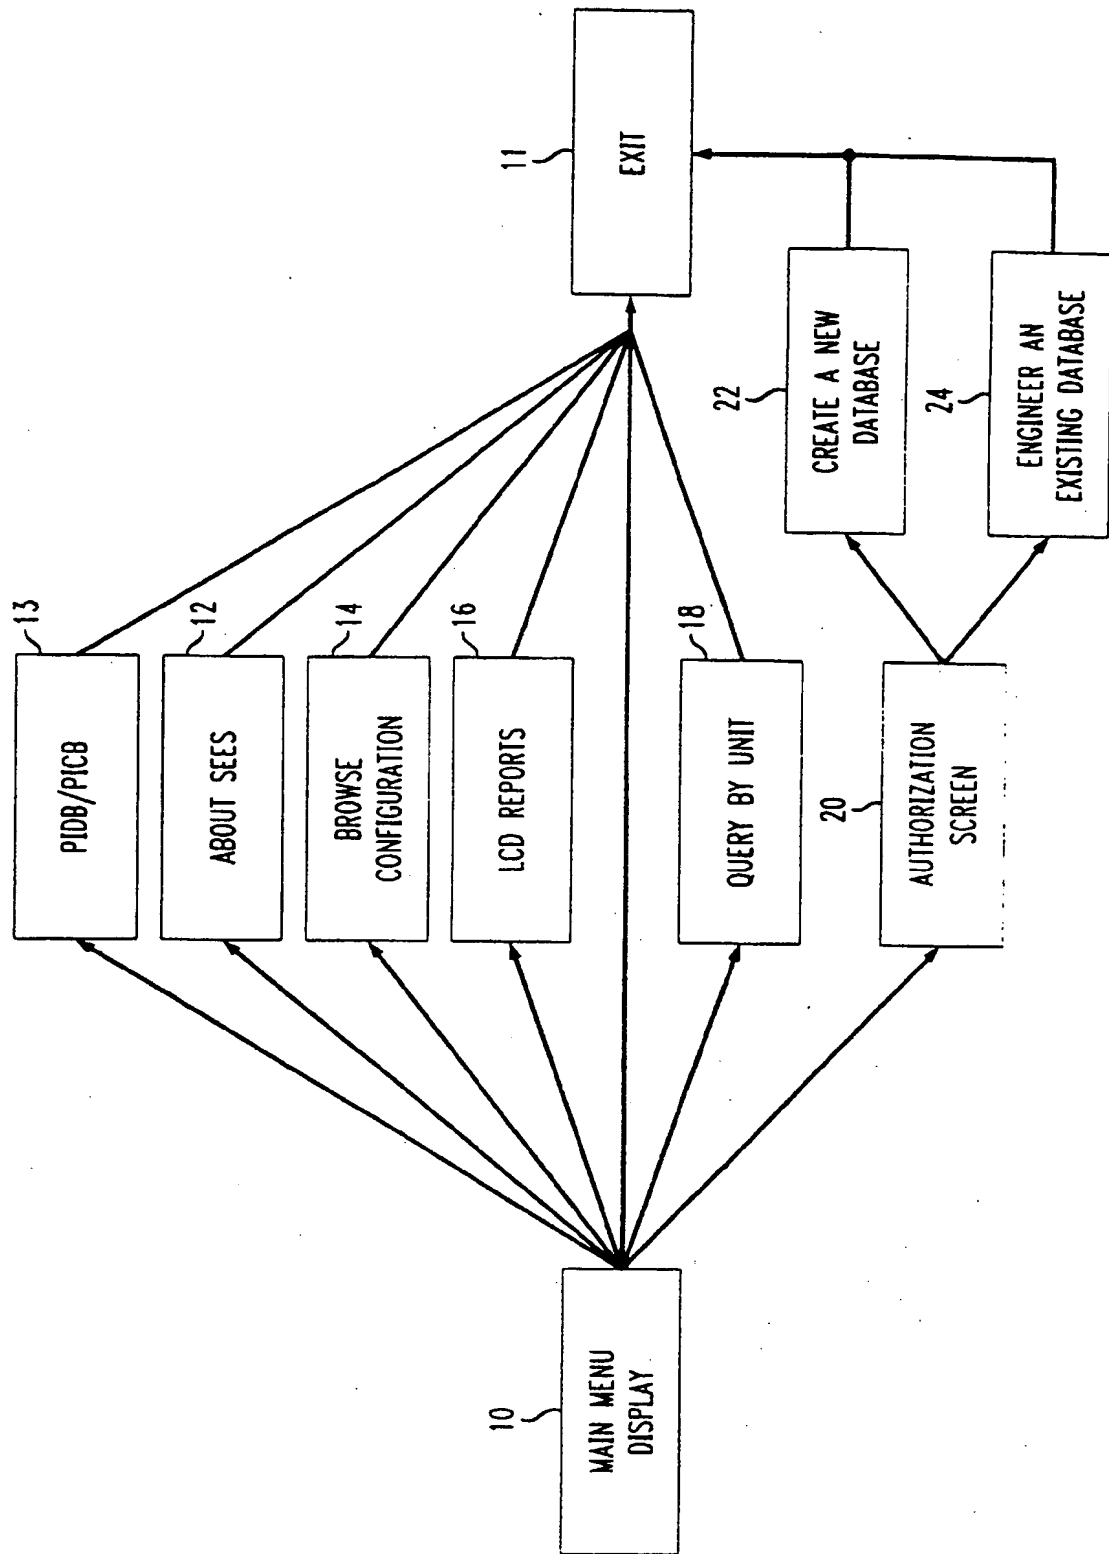 10
MAIN MENU
DISPLAY
13
PIDB/PICB
12
ABOUT SEES
14
BROWSE
CONFIGURATION
16
LCD REPORTS
18
QUERY BY UNIT
20
AUTHORIZATION
SCREEN
22
CREATE A NEW
DATABASE
24
ENGINEER AN
EXISTING DATABASE
11
EXIT